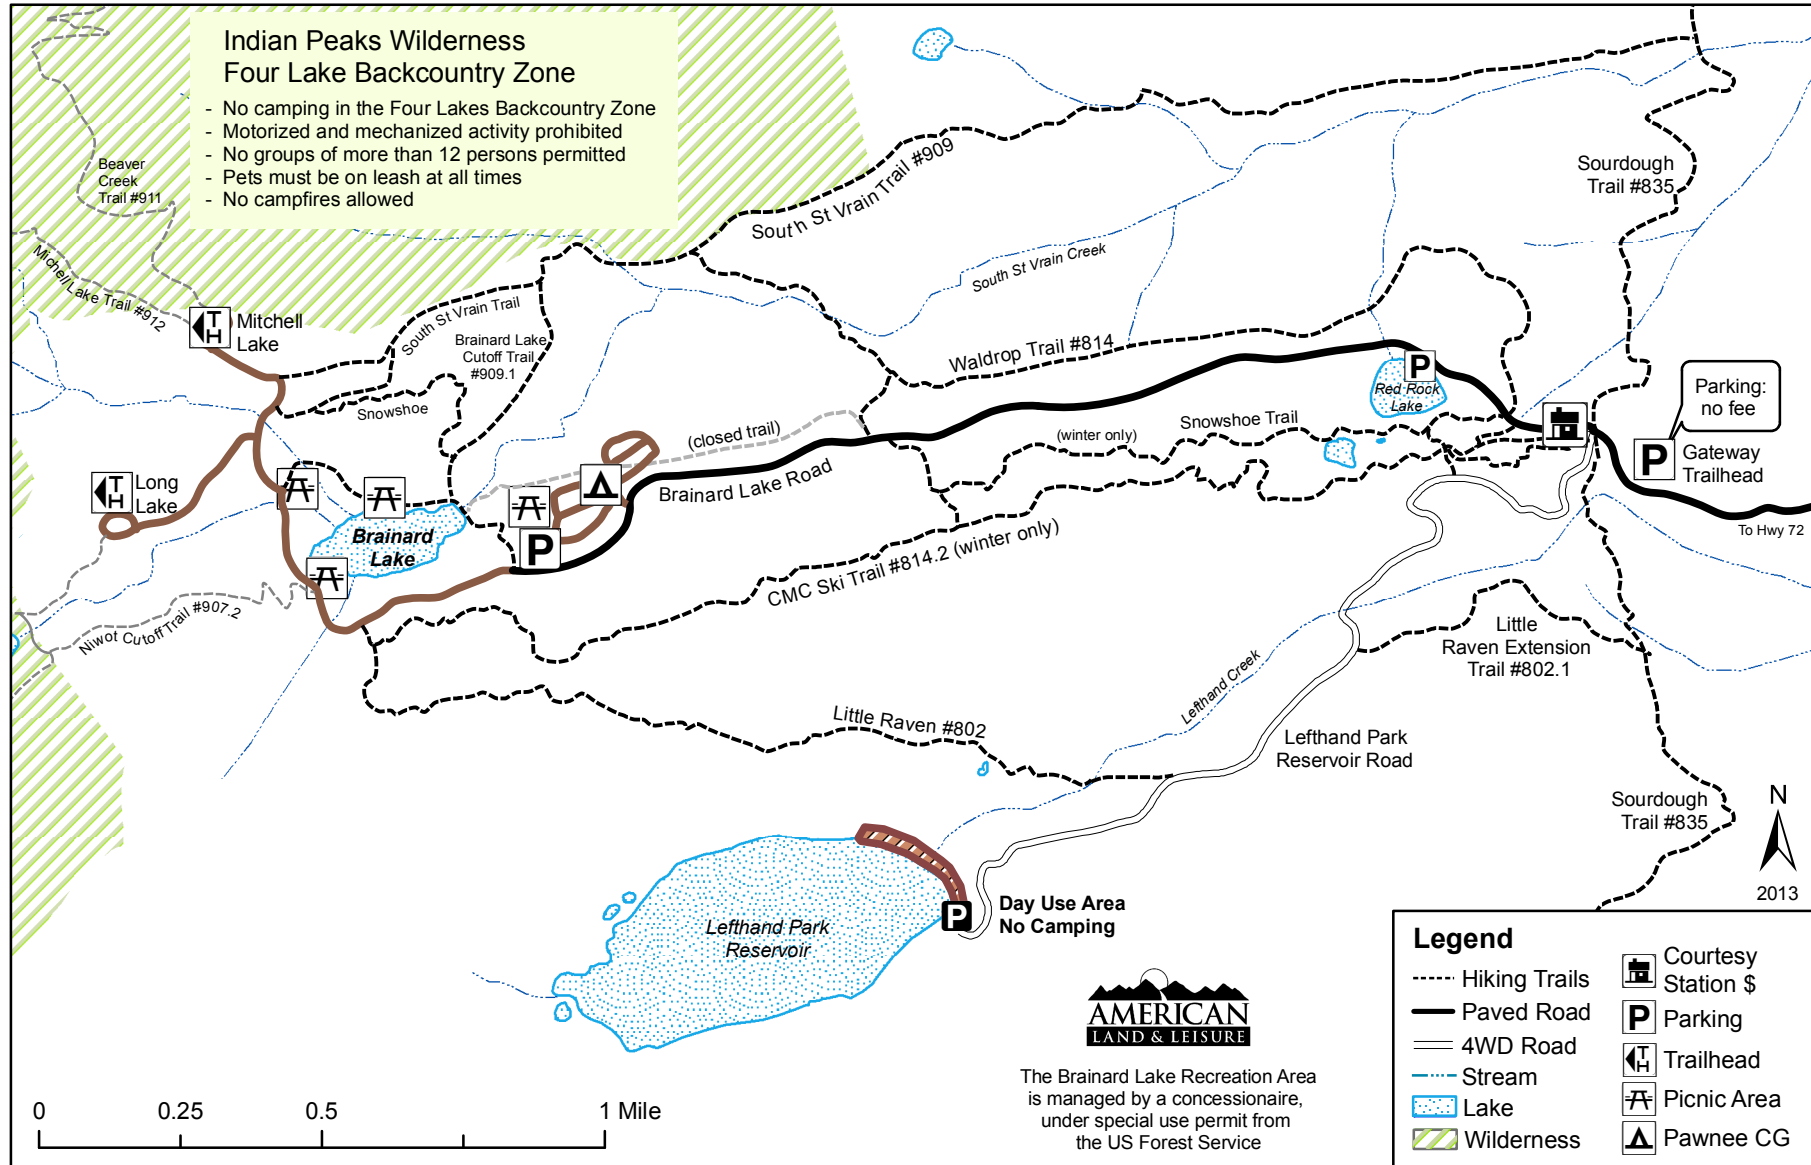 Indian Peaks Wilderness
Four Lake Backcountry Zone
- No camping in the Four Lakes Backcountry Zone
- Motorized and mechanized activity prohibited
- No groups of more than 12 persons permitted
- Pets must be on leash at all times
- No campfires allowed
Beaver
Creek
Trail #911
Michell Lake Trail #912
TH
Mitchell
Lake
South St Vrain Trail
Brainard Lake
Cutoff Trail
#909.1
Snowshoe
South St Vrain Trail #909
South St Vrain Creek
Sourdough
Trail #835
Waldrop Trail #814
P
Red Rock
Lake
Parking:
no fee
P
Gateway
Trailhead
To Hwy 72
Snowshoe Trail
(winter only)
(closed trail)
Brainard Lake Road
TH
Long
Lake
Brainard
Lake
P
CMC Ski Trail #814.2 (winter only)
Niwot Cutoff Trail #907.2
Little
Raven Extension
Trail #802.1
Lefthand Creek
Little Raven #802
Lefthand Park
Reservoir Road
Sourdough
Trail #835
N
2013
P
Day Use Area
No Camping
Lefthand Park
Reservoir
AMERICAN
LAND & LEISURE
The Brainard Lake Recreation Area
is managed by a concessionaire,
under special use permit from
the US Forest Service
0 0.25 0.5 1 Mile
Legend
Hiking Trails
Paved Road
4WD Road
Stream
Lake
Wilderness
Courtesy
Station $
P Parking
TH Trailhead
Picnic Area
Pawnee CG